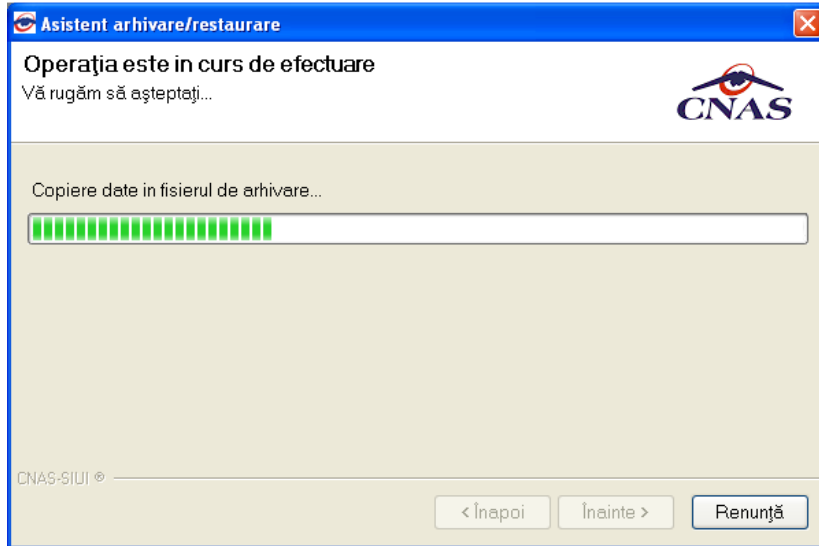 Asistent arhivare/restaurare
Operaţia este in curs de efectuare
Vă rugăm să aşteptaţi...
CNAS
Copiere date in fisierul de arhivare...
CNAS-SIUI ®
< Înapoi
Înainte >
Renunţă